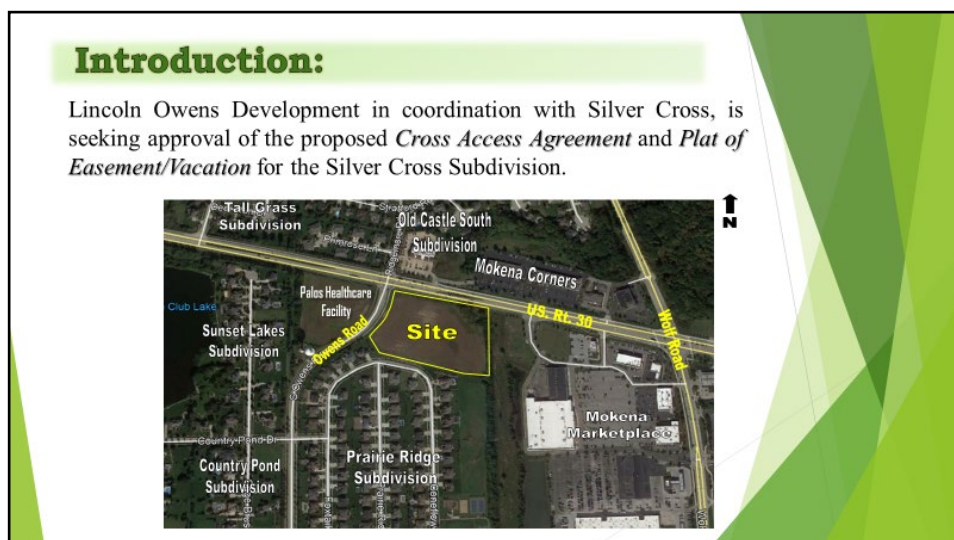 Introduction:
Lincoln Owens Development in coordination with Silver Cross, is
seeking approval of the proposed Cross Access Agreement and Plat of
Easement/Vacation for the Silver Cross Subdivision.
N
Tall Grass
Subdivision
Old Castle South
Subdivision
Primrose Ln
Mokena Corners
Palos Healthcare
Facility
Club Lake
US. Rt. 30
Wolf Road
Owens Road
Site
Sunset Lakes
Subdivision
S Owens
Mokena
Marketplace
Country Pond Dr
Prairie Ridge
Subdivision
Country Pond
Subdivision